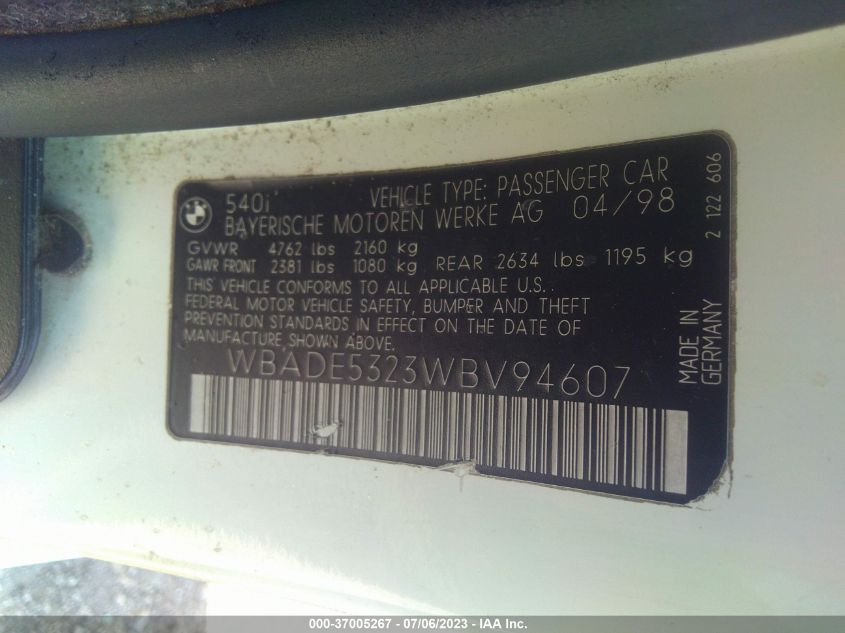 540i VEHICLE TYPE: PASSENGER CAR
BAYERISCHE MOTOREN WERKE AG 04/98
GVWR 4762 lbs 2160 kg
GAWR FRONT 2381 lbs 1080 kg REAR 2634 lbs 1195 kg
THIS VEHICLE CONFORMS TO ALL APPLICABLE U.S.
FEDERAL MOTOR VEHICLE SAFETY, BUMPER AND THEFT
PREVENTION STANDARDS IN EFFECT ON THE DATE OF
MANUFACTURE SHOWN ABOVE.
WBADE5323WBV94607
MADE IN
GERMANY
2 122 606
000-37005267 - 07/06/2023 - IAA Inc.